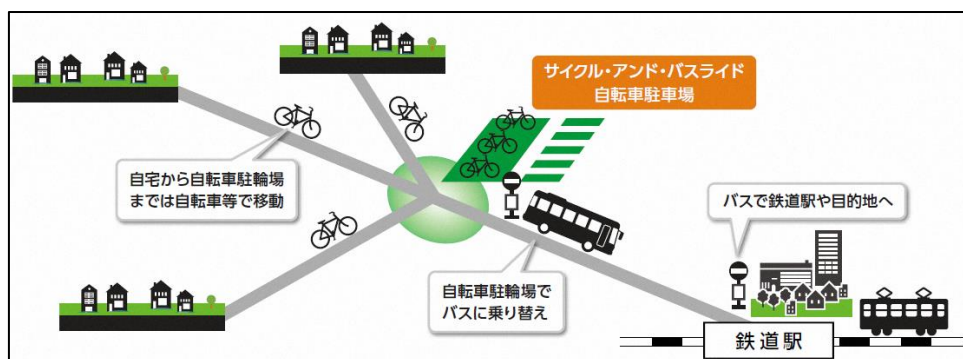 サイクル・アンド・バスライド
自転車駐車場
自宅から自転車駐輪場
までは自転車等で移動
バスで鉄道駅や目的地へ
自転車駐輪場で
バスに乗り替え
鉄道駅